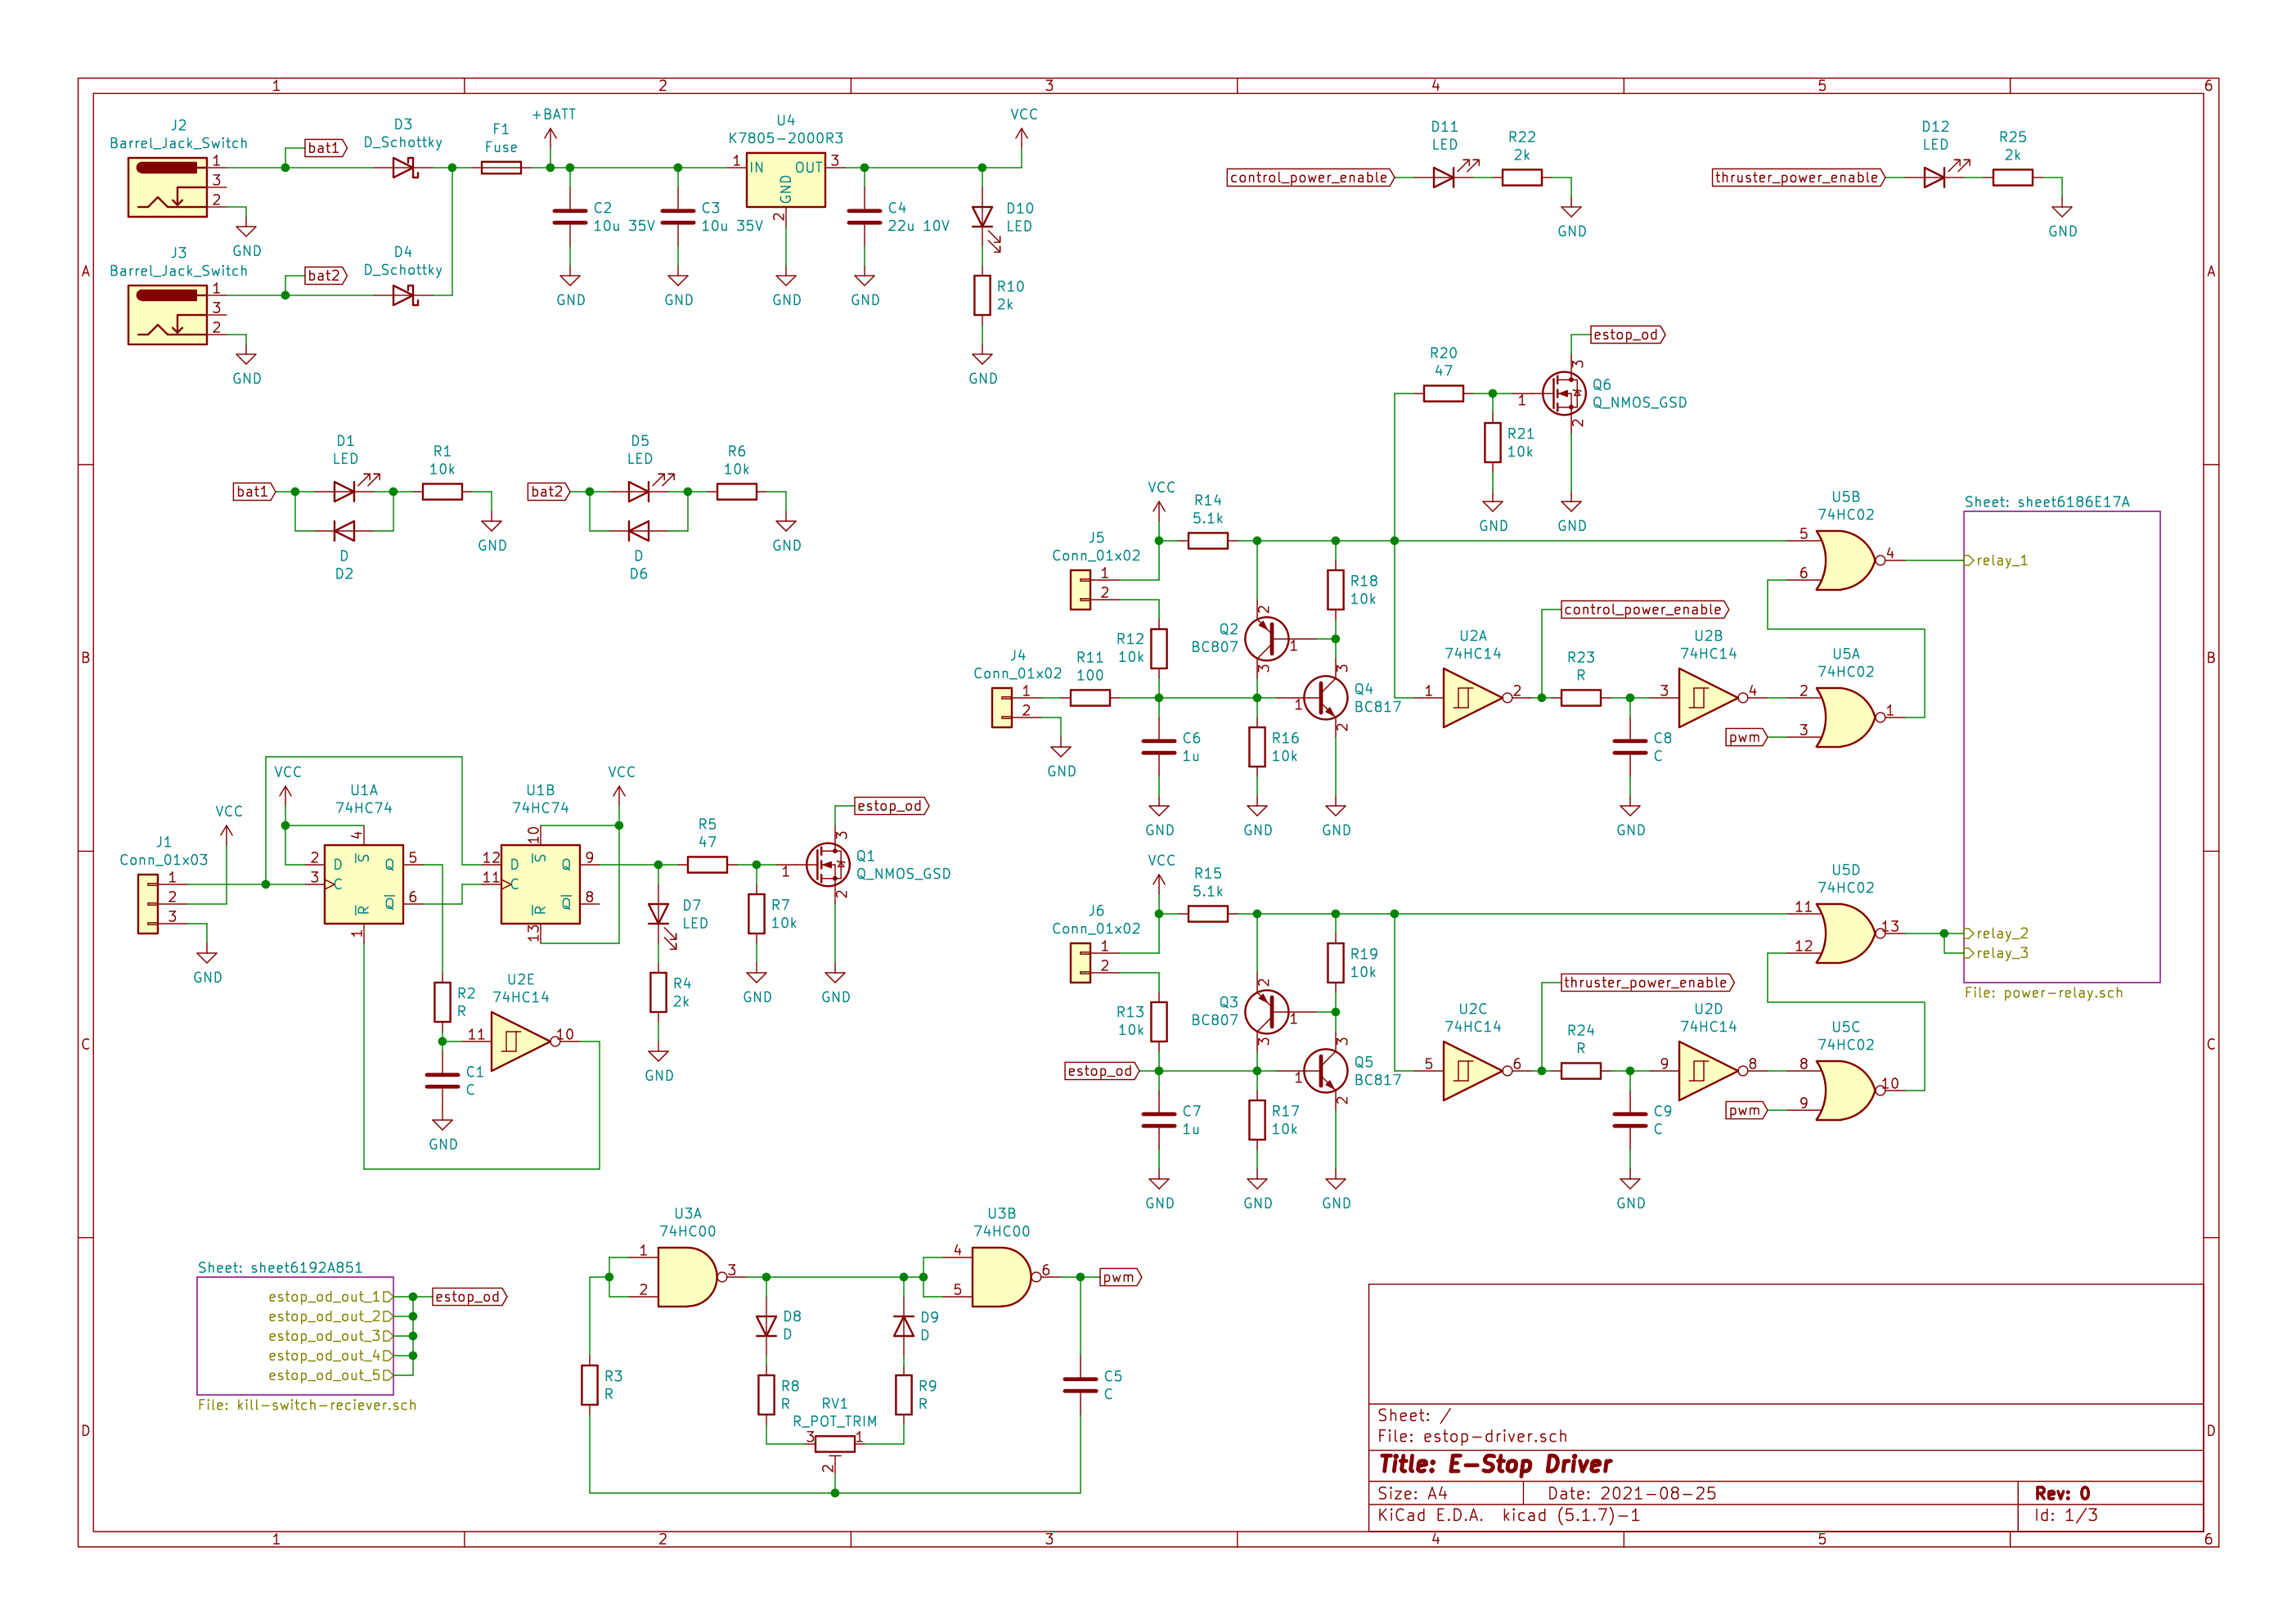 1 2 3 4 5 6
A
B
C
D
A
B
C
D
1 2 3 4 5 6
J2
Barrel_Jack_Switch
1
3
2
GND
bat1
D3
D_Schottky
F1
Fuse
+BATT
C2
10u 35V
GND
C3
10u 35V
GND
U4
K7805-2000R3
1 IN OUT 3
GND
2
GND
C4
22u 10V
GND
VCC
D10
LED
R10
2k
GND
J3
Barrel_Jack_Switch
1
3
2
GND
bat2
D4
D_Schottky
control_power_enable
D11
LED
R22
2k
GND
thruster_power_enable
D12
LED
R25
2k
GND
bat1
D1
LED
D
D2
R1
10k
GND
bat2
D5
LED
D
D6
R6
10k
GND
estop_od
R20
47
R21
10k
GND
1
3
2
Q6
Q_NMOS_GSD
GND
VCC
R14
5.1k
J5
Conn_01x02
1
2
R12
10k
J4
Conn_01x02
1
2
GND
R11
100
C6
1u
GND
Q2
BC807
2
1
3
R18
10k
R16
10k
GND
Q4
BC817
3
1
2
GND
U2A
74HC14
1 2
control_power_enable
R23
R
C8
C
GND
U2B
74HC14
3 4
U5A
74HC02
2
3
1
pwm
U5B
74HC02
5
6
4
Sheet: sheet6186E17A
relay_1
relay_2
relay_3
File: power-relay.sch
J1
Conn_01x03
1
2
3
GND
VCC
VCC
U1A
74HC74
4
S
2 D Q 5
3 C
Q 6
R
1
U1B
74HC74
10
S
12 D Q 9
11 C
Q 8
R
13
VCC
R2
R
C1
C
GND
U2E
74HC14
11 10
D7
LED
R4
2k
GND
R5
47
R7
10k
GND
estop_od
3
1
2
Q1
Q_NMOS_GSD
GND
VCC
R15
5.1k
J6
Conn_01x02
1
2
R13
10k
estop_od
C7
1u
GND
Q3
BC807
2
1
3
R19
10k
R17
10k
GND
Q5
BC817
3
1
2
GND
U2C
74HC14
5 6
thruster_power_enable
R24
R
C9
C
GND
U2D
74HC14
9 8
U5C
74HC02
8
9
10
pwm
U5D
74HC02
11
12
13
Sheet: sheet6192A851
estop_od_out_1
estop_od_out_2
estop_od_out_3
estop_od_out_4
estop_od_out_5
estop_od
File: kill-switch-reciever.sch
U3A
74HC00
1
2
3
U3B
74HC00
4
5
6
pwm
R3
R
D8
D
R8
R
D9
D
R9
R
RV1
R_POT_TRIM
3 1
2
C5
C
Sheet: /
File: estop-driver.sch
Title: E-Stop Driver
Size: A4 Date: 2021-08-25 Rev: 0
KiCad E.D.A. kicad (5.1.7)-1 Id: 1/3